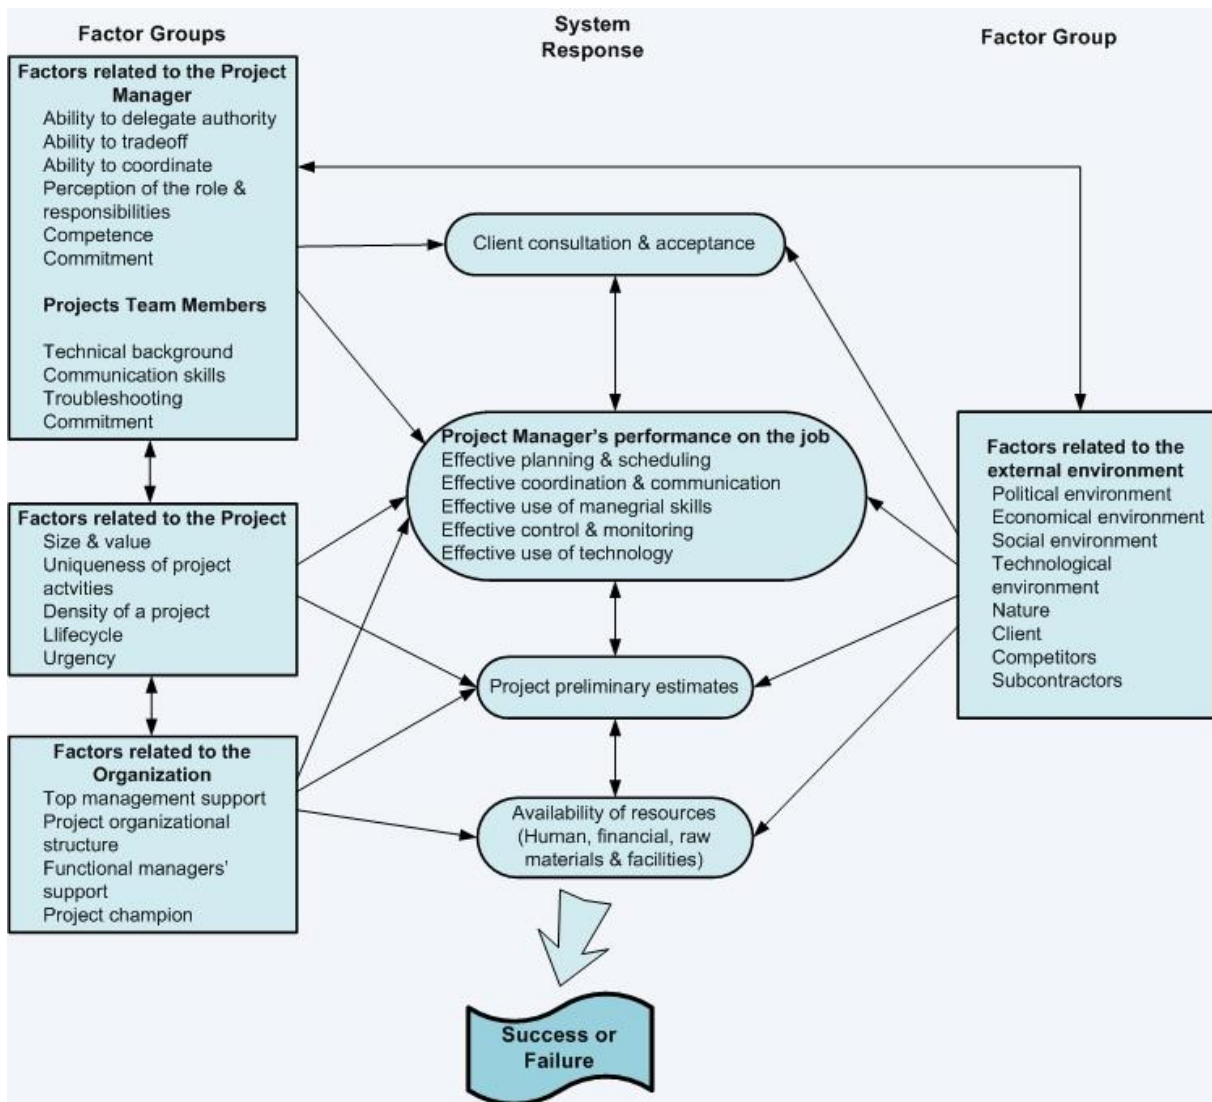 Factor Groups
System
Response
Factor Group
Factors related to the Project
Manager
Ability to delegate authority
Ability to tradeoff
Ability to coordinate
Perception of the role &
responsibilities
Competence
Commitment
Projects Team Members
Technical background
Communication skills
Troubleshooting
Commitment
Factors related to the Project
Size & value
Uniqueness of project
actvities
Density of a project
Llifecycle
Urgency
Factors related to the
Organization
Top management support
Project organizational
structure
Functional managers'
support
Project champion
Client consultation & acceptance
Project Manager's performance on the job
Effective planning & scheduling
Effective coordination & communication
Effective use of manegrial skills
Effective control & monitoring
Effective use of technology
Project preliminary estimates
Availability of resources
(Human, financial, raw
materials & facilities)
Success or
Failure
Factors related to the
external environment
Political environment
Economical environment
Social environment
Technological
environment
Nature
Client
Competitors
Subcontractors